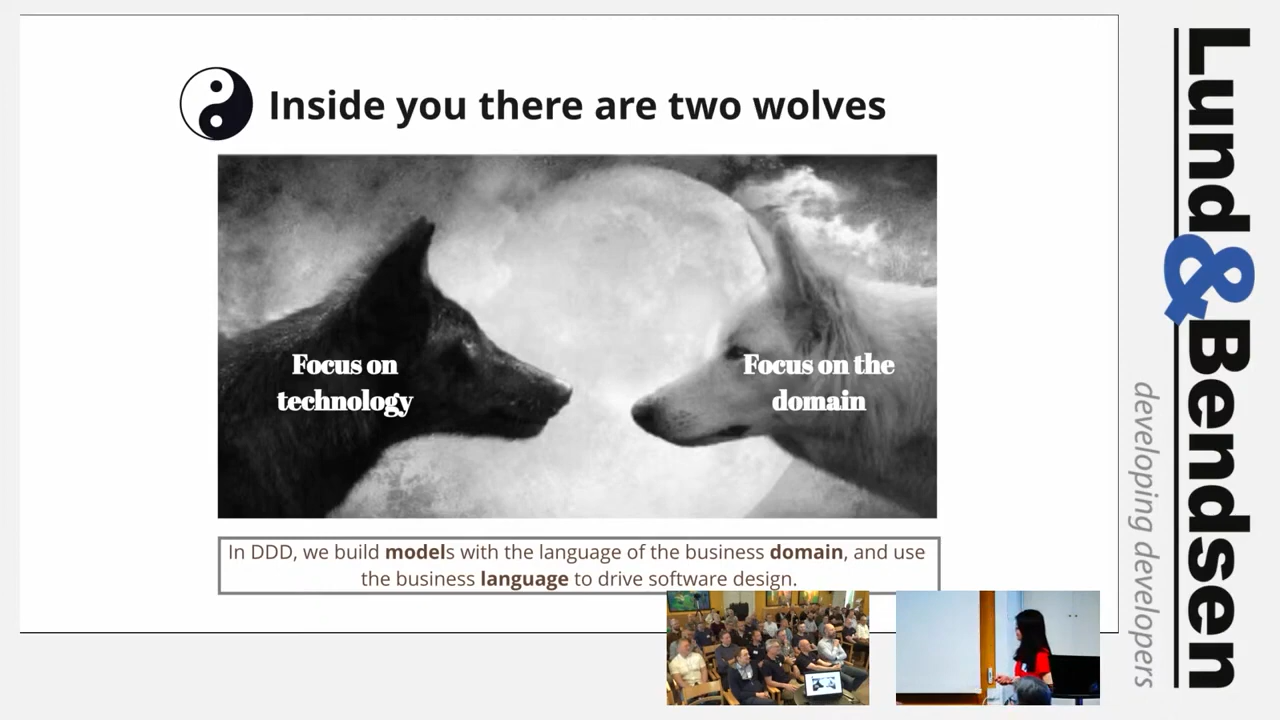 Inside you there are two wolves
Focus on
technology
Focus on the
domain
In DDD, we build models with the language of the business domain, and use
the business language to drive software design.
Lund&Bendsen
developing developers